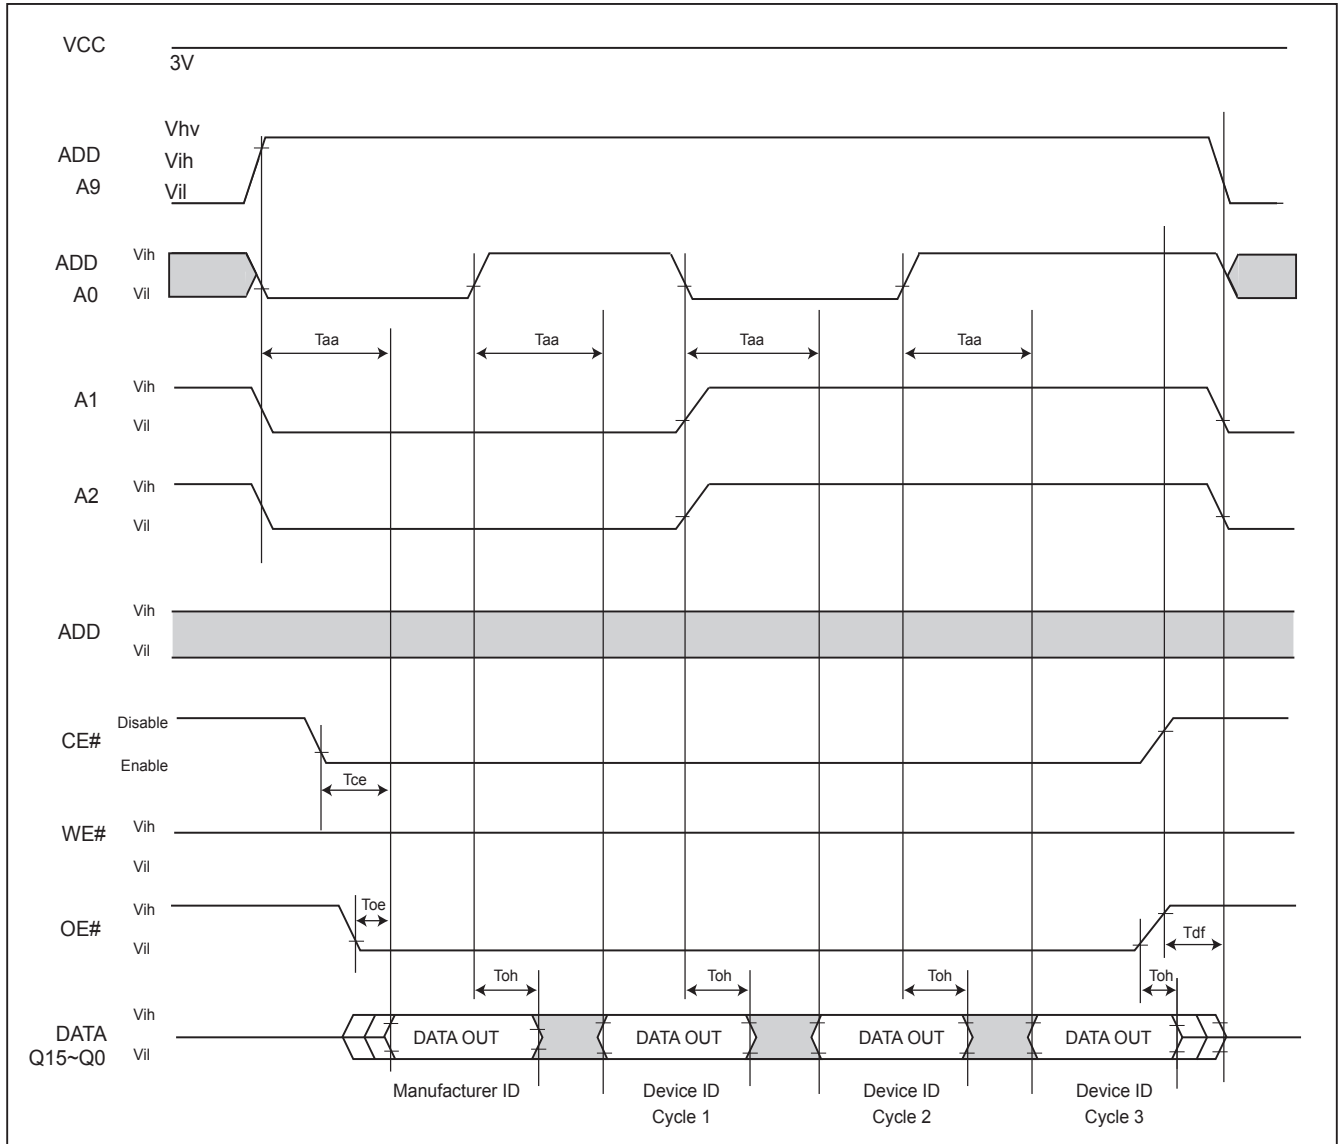 VCC
3V
Vhv
ADD
Vih
A9
Vil
ADD
Vih
A0
Vil
Taa
Taa
Taa
Taa
A1
Vih
Vil
A2
Vih
Vil
ADD
Vih
Vil
CE#
Disable
Enable
Tce
WE#
Vih
Vil
OE#
Vih
Vil
Toe
Tdf
Toh
Toh
Toh
Toh
DATA
Q15~Q0
Vih
Vil
DATA OUT
DATA OUT
DATA OUT
DATA OUT
Manufacturer ID
Device ID
Cycle 1
Device ID
Cycle 2
Device ID
Cycle 3